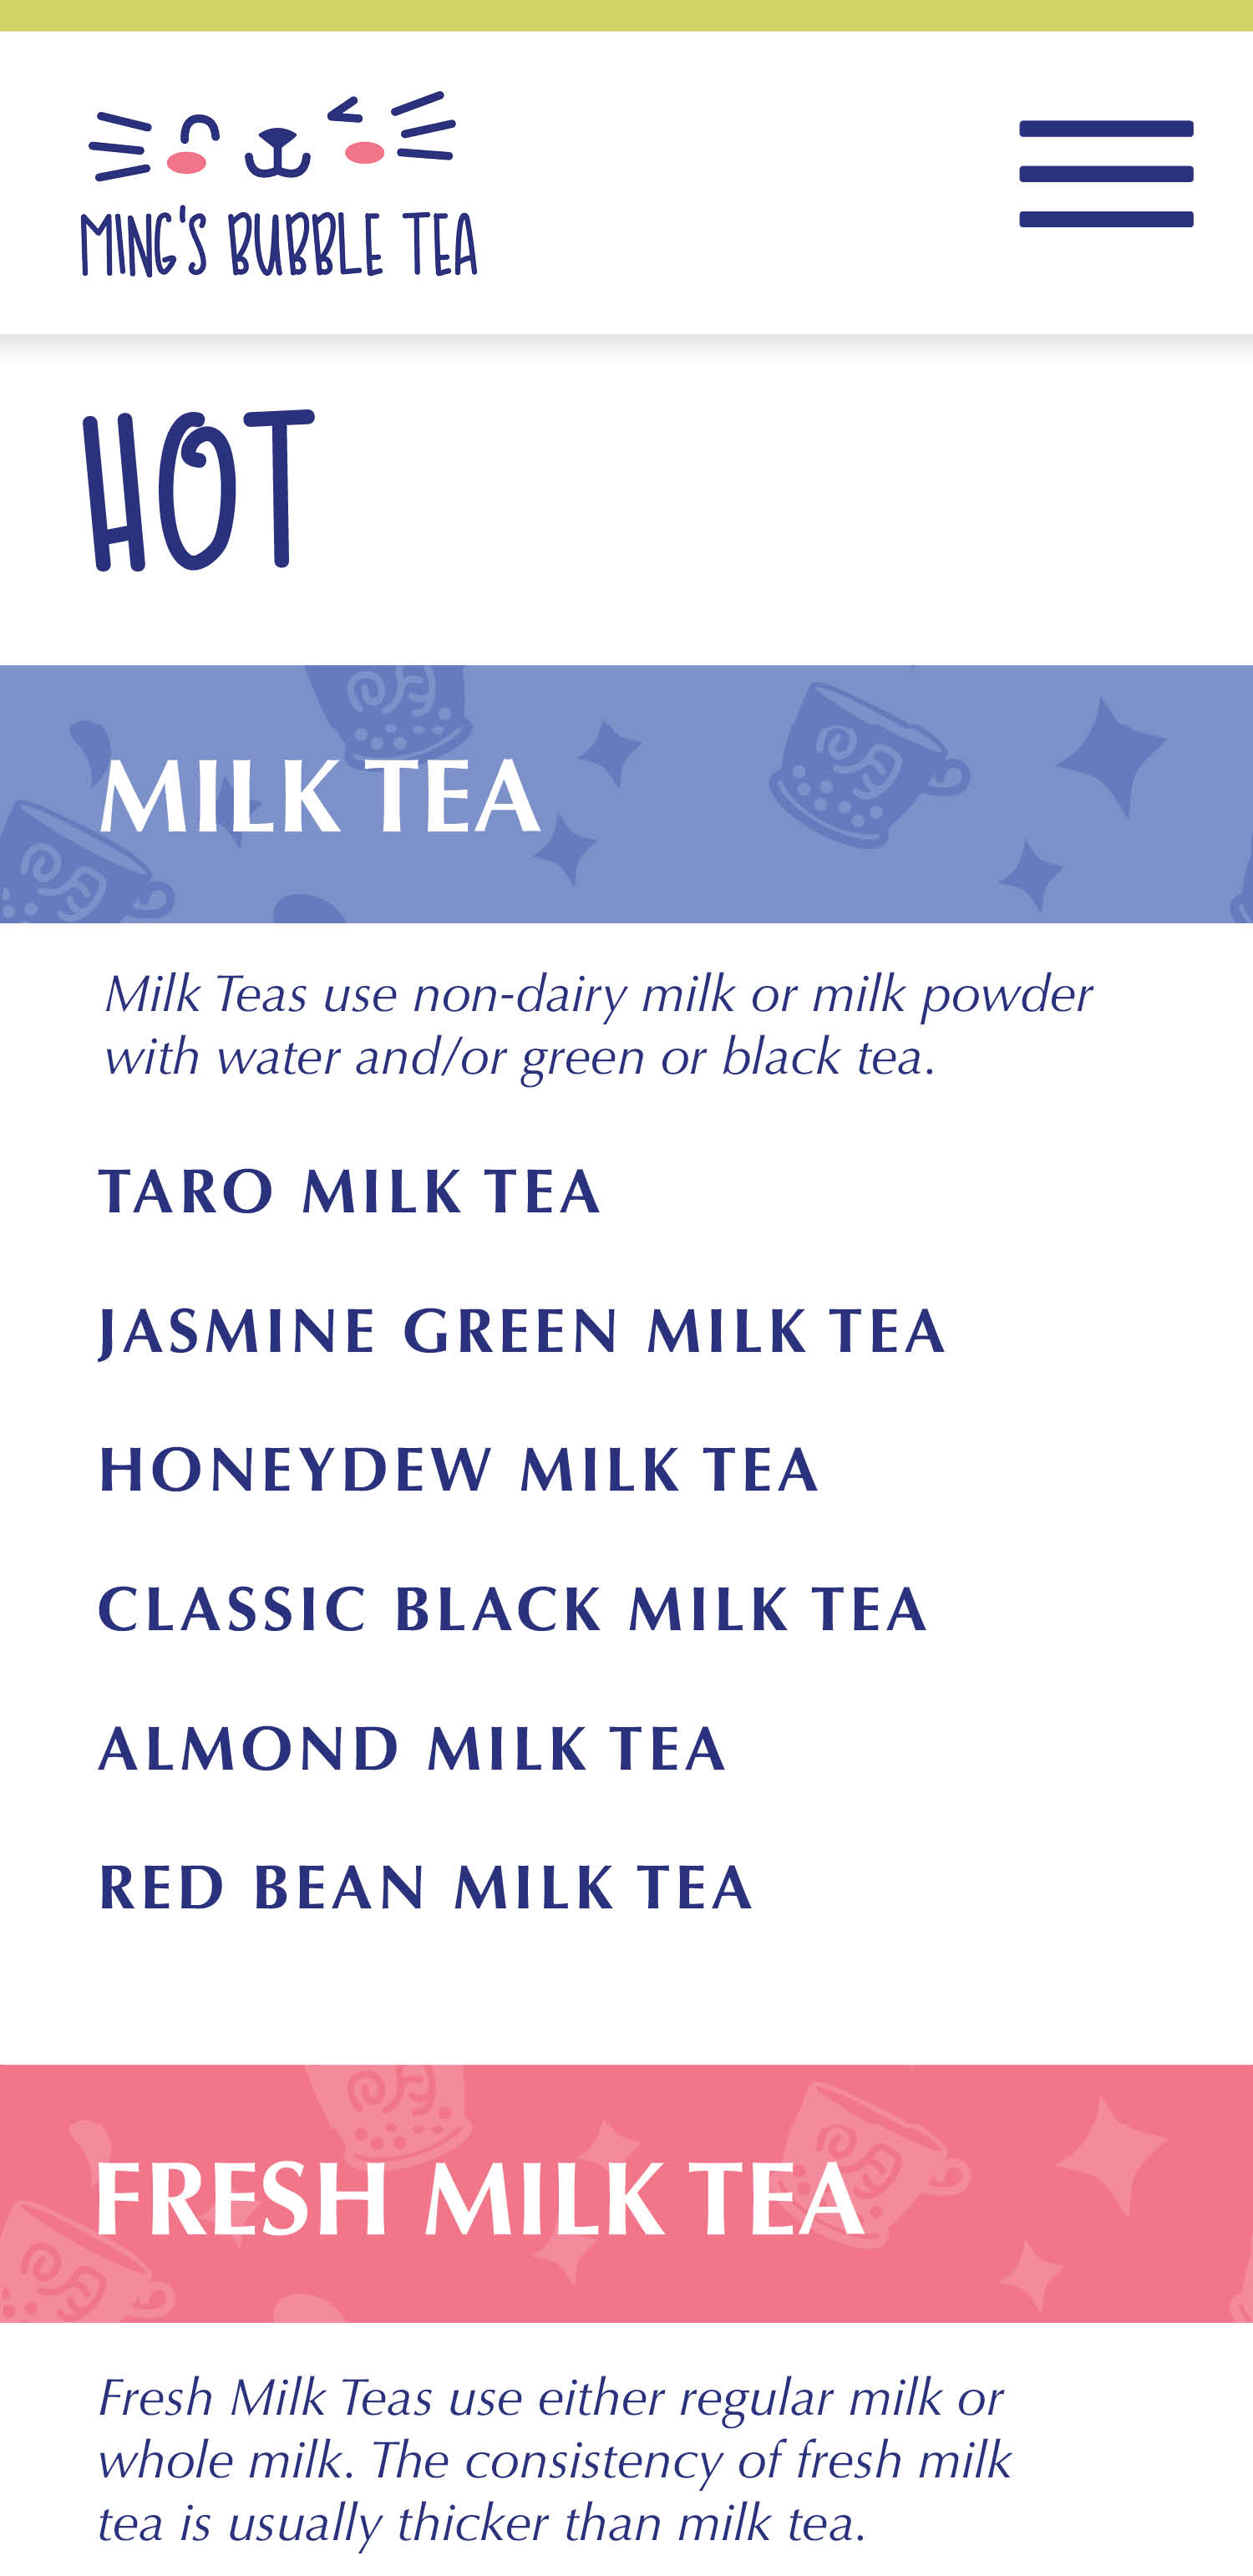 MING'S BUBBLE TEA
HOT
MILK TEA
Milk Teas use non-dairy milk or milk powder
with water and/or green or black tea.
TARO MILK TEA
JASMINE GREEN MILK TEA
HONEYDEW MILK TEA
CLASSIC BLACK MILK TEA
ALMOND MILK TEA
RED BEAN MILK TEA
FRESH MILK TEA
Fresh Milk Teas use either regular milk or
whole milk. The consistency of fresh milk
tea is usually thicker than milk tea.